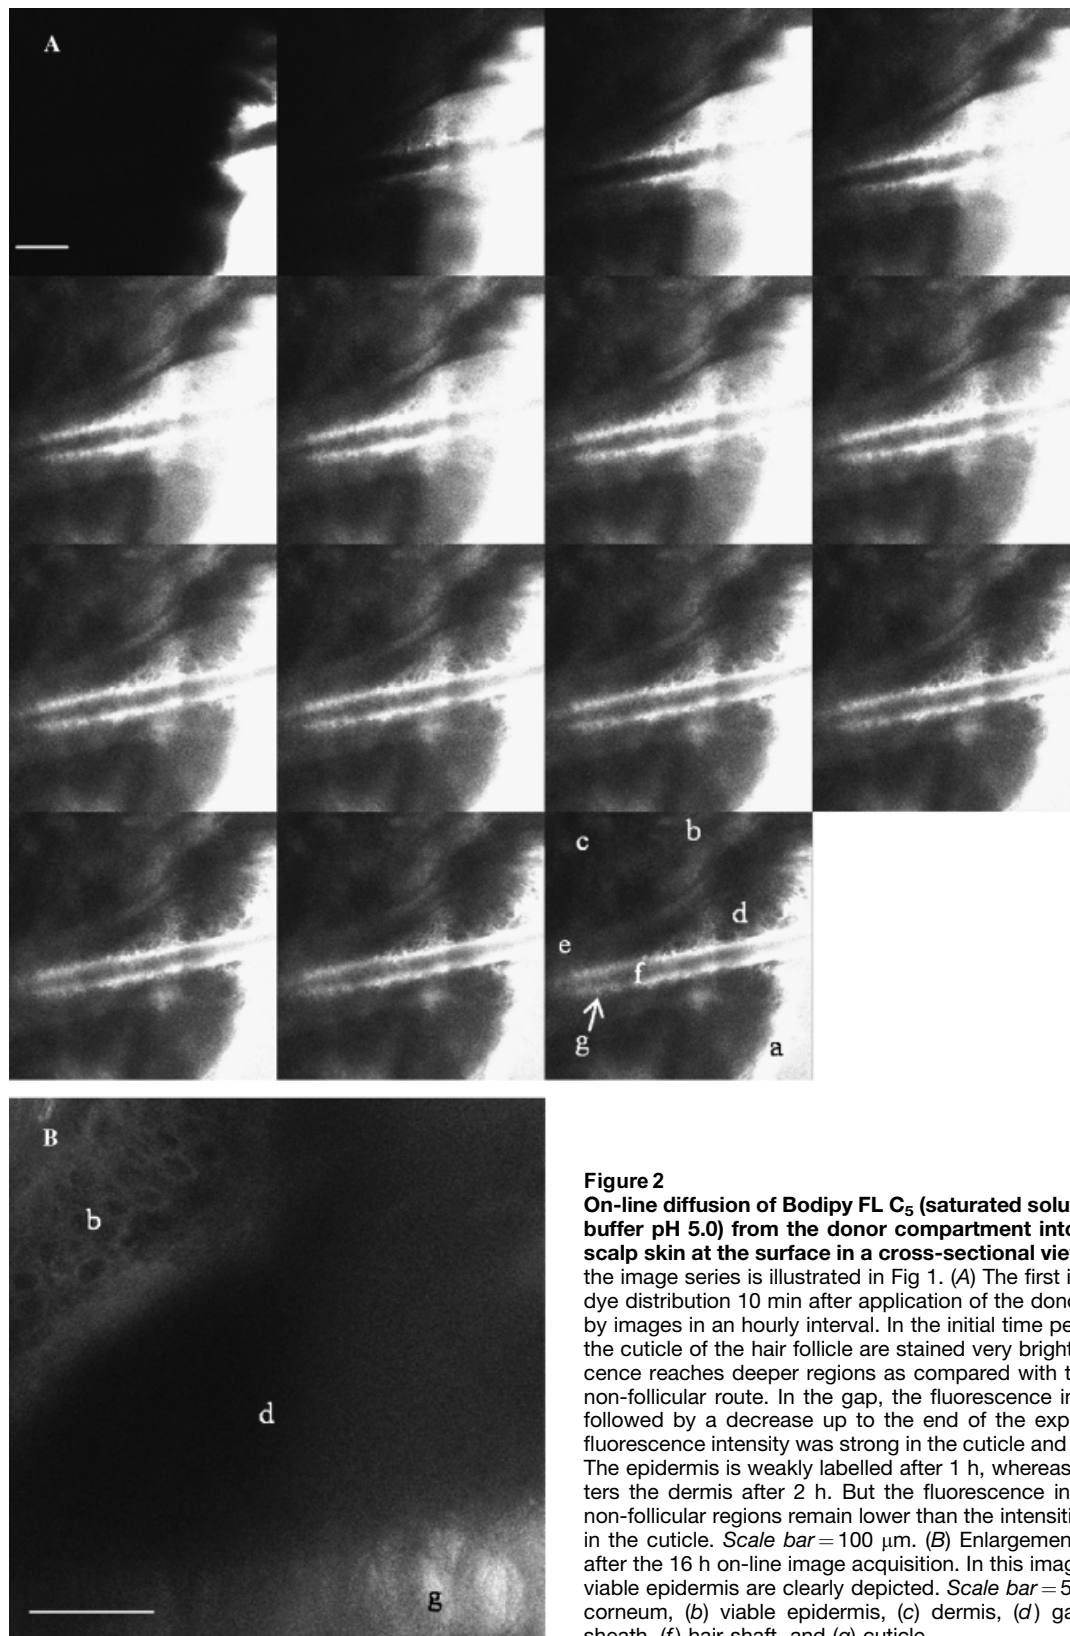 A
c
b
d
e
f
g
a
B
b
d
g
Figure 2
On-line diffusion of Bodipy FL C5 (saturated solu
buffer pH 5.0) from the donor compartment into
scalp skin at the surface in a cross-sectional vie
the image series is illustrated in Fig 1. (A) The first i
dye distribution 10 min after application of the dono
by images in an hourly interval. In the initial time pe
the cuticle of the hair follicle are stained very bright
cence reaches deeper regions as compared with t
non-follicular route. In the gap, the fluorescence in
followed by a decrease up to the end of the exp
fluorescence intensity was strong in the cuticle and
The epidermis is weakly labelled after 1 h, whereas
ters the dermis after 2 h. But the fluorescence in
non-follicular regions remain lower than the intensiti
in the cuticle. Scale bar = 100 μm. (B) Enlargement
after the 16 h on-line image acquisition. In this imag
viable epidermis are clearly depicted. Scale bar = 5
corneum, (b) viable epidermis, (c) dermis, (d) ga
sheath, (f) hair shaft, and (g) cuticle.